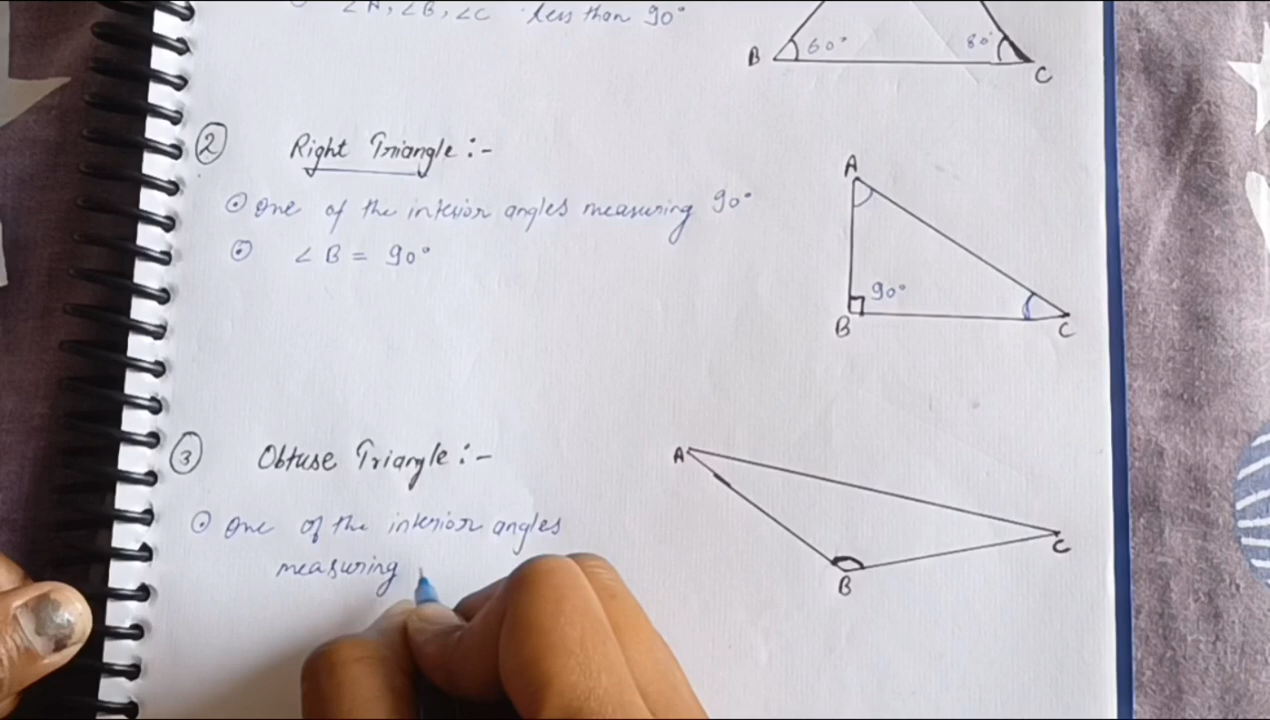 ∠A, ∠B, ∠C less than 90°
B 60° 80° C
2 Right Triangle :-
A
One of the interior angles measuring 90°
∠B = 90°
90°
B C
3 Obtuse Triangle :-
A
One of the interior angles
C
measuring
B